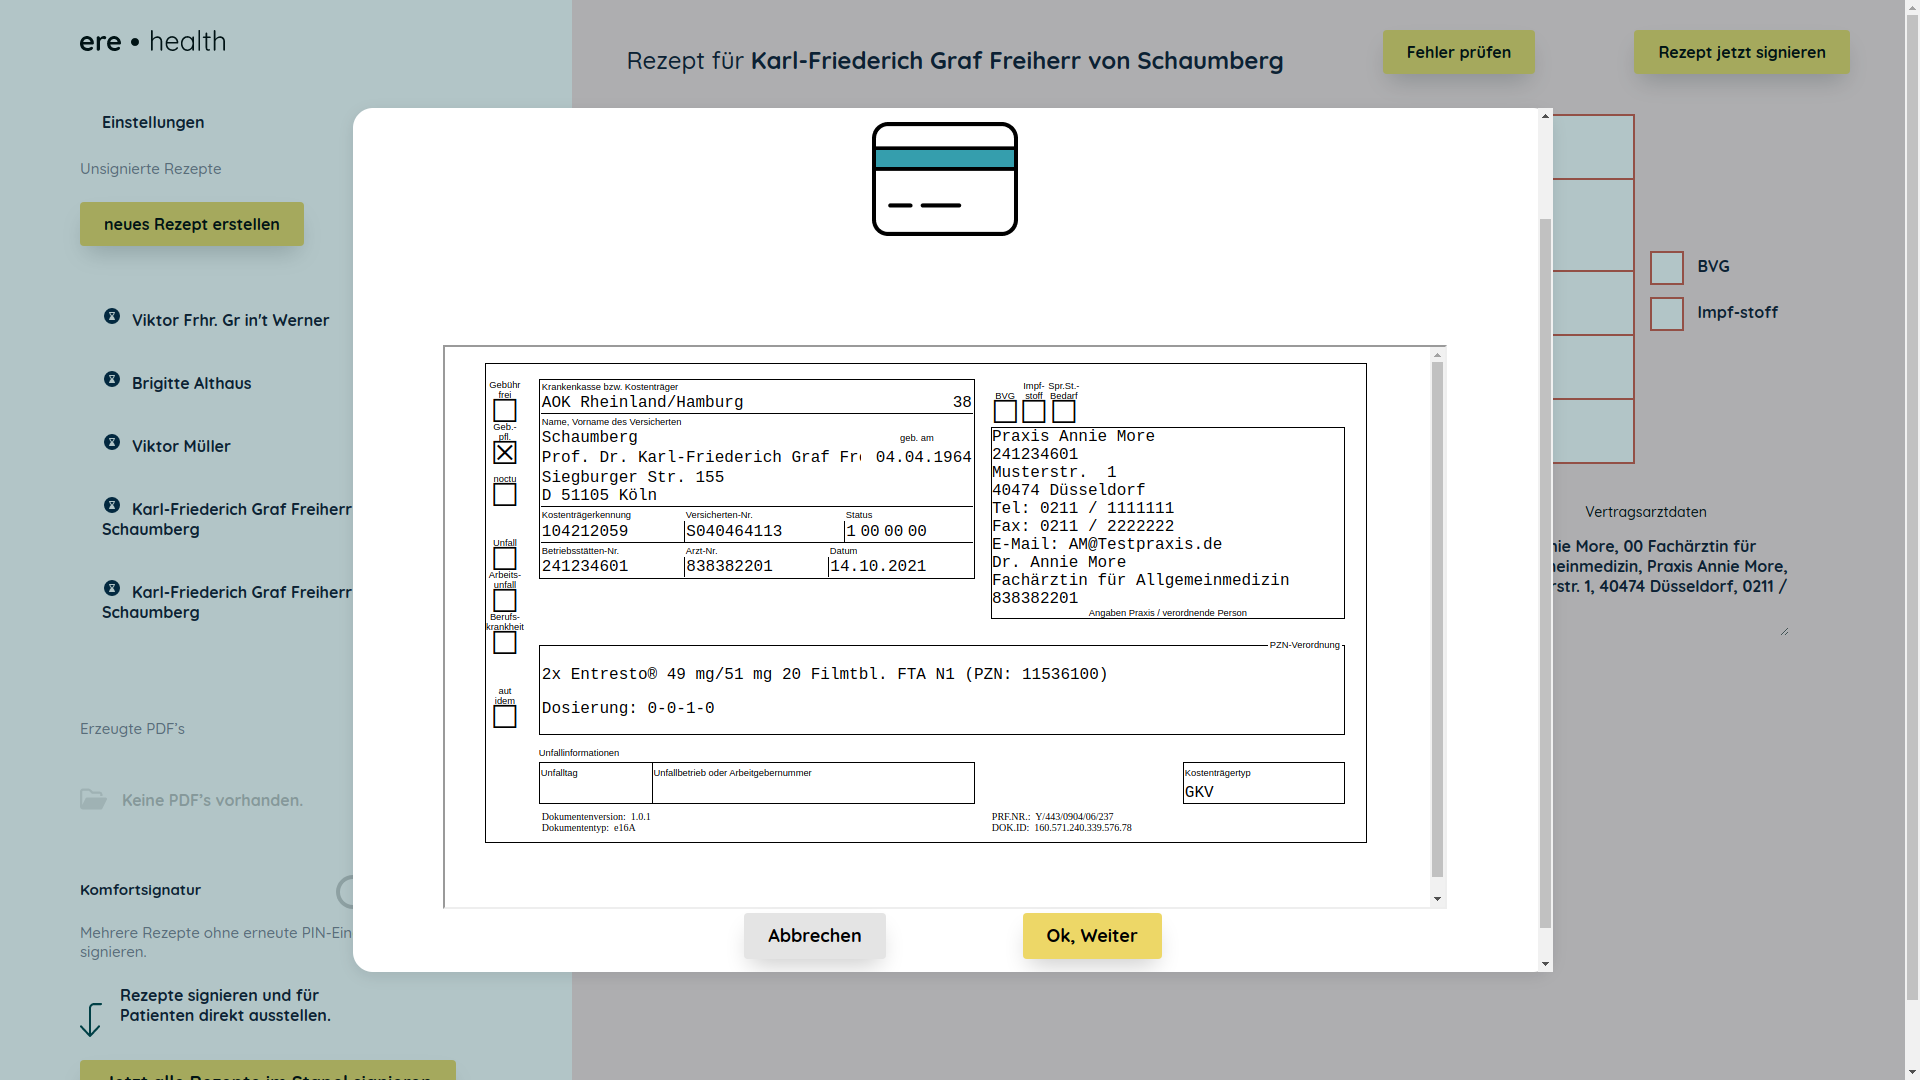 ere • health
Einstellungen
Unsignierte Rezepte
neues Rezept erstellen
Viktor Frhr. Gr in't Werner
Brigitte Althaus
Viktor Müller
Karl-Friederich Graf Freiherr
Schaumberg
Karl-Friederich Graf Freiherr
Schaumberg
Erzeugte PDF's
Keine PDF's vorhanden.
Komfortsignatur
Mehrere Rezepte ohne erneute PIN-Ein
signieren.
Rezepte signieren und für
Patienten direkt ausstellen.
Jetzt alle Rezepte im Stapel signieren
Rezept für Karl-Friederich Graf Freiherr von Schaumberg
Fehler prüfen
Rezept jetzt signieren
Gebühr
frei
Geb.-
pfl.
noctu
Unfall
Arbeits-
unfall
Berufs-
krankheit
aut
idem
Krankenkasse bzw. Kostenträger
AOK Rheinland/Hamburg 38
Name, Vorname des Versicherten
Schaumberg geb. am
Prof. Dr. Karl-Friederich Graf Fre 04.04.1964
Siegburger Str. 155
D 51105 Köln
Kostenträgerkennung Versicherten-Nr. Status
104212059 S040464113 1 00 00 00
Betriebsstätten-Nr. Arzt-Nr. Datum
241234601 838382201 14.10.2021
BVG
Impf-
stoff
Spr.St.-
Bedarf
Praxis Annie More
241234601
Musterstr. 1
40474 Düsseldorf
Tel: 0211 / 1111111
Fax: 0211 / 2222222
E-Mail: AM@Testpraxis.de
Dr. Annie More
Fachärztin für Allgemeinmedizin
838382201
Angaben Praxis / verordnende Person
PZN-Verordnung
2x Entresto® 49 mg/51 mg 20 Filmtbl. FTA N1 (PZN: 11536100)
Dosierung: 0-0-1-0
Unfallinformationen
Unfalltag Unfallbetrieb oder Arbeitgebernummer
Kostenträgertyp
GKV
Dokumentenversion: 1.0.1
Dokumententyp: e16A
PRF.NR.: Y/443/0904/06/237
DOK.ID: 160.571.240.339.576.78
Abbrechen
Ok, Weiter
BVG
Impf-stoff
Vertragsarztdaten
nie More, 00 Fachärztin für
einmedizin, Praxis Annie More,
rstr. 1, 40474 Düsseldorf, 0211 /